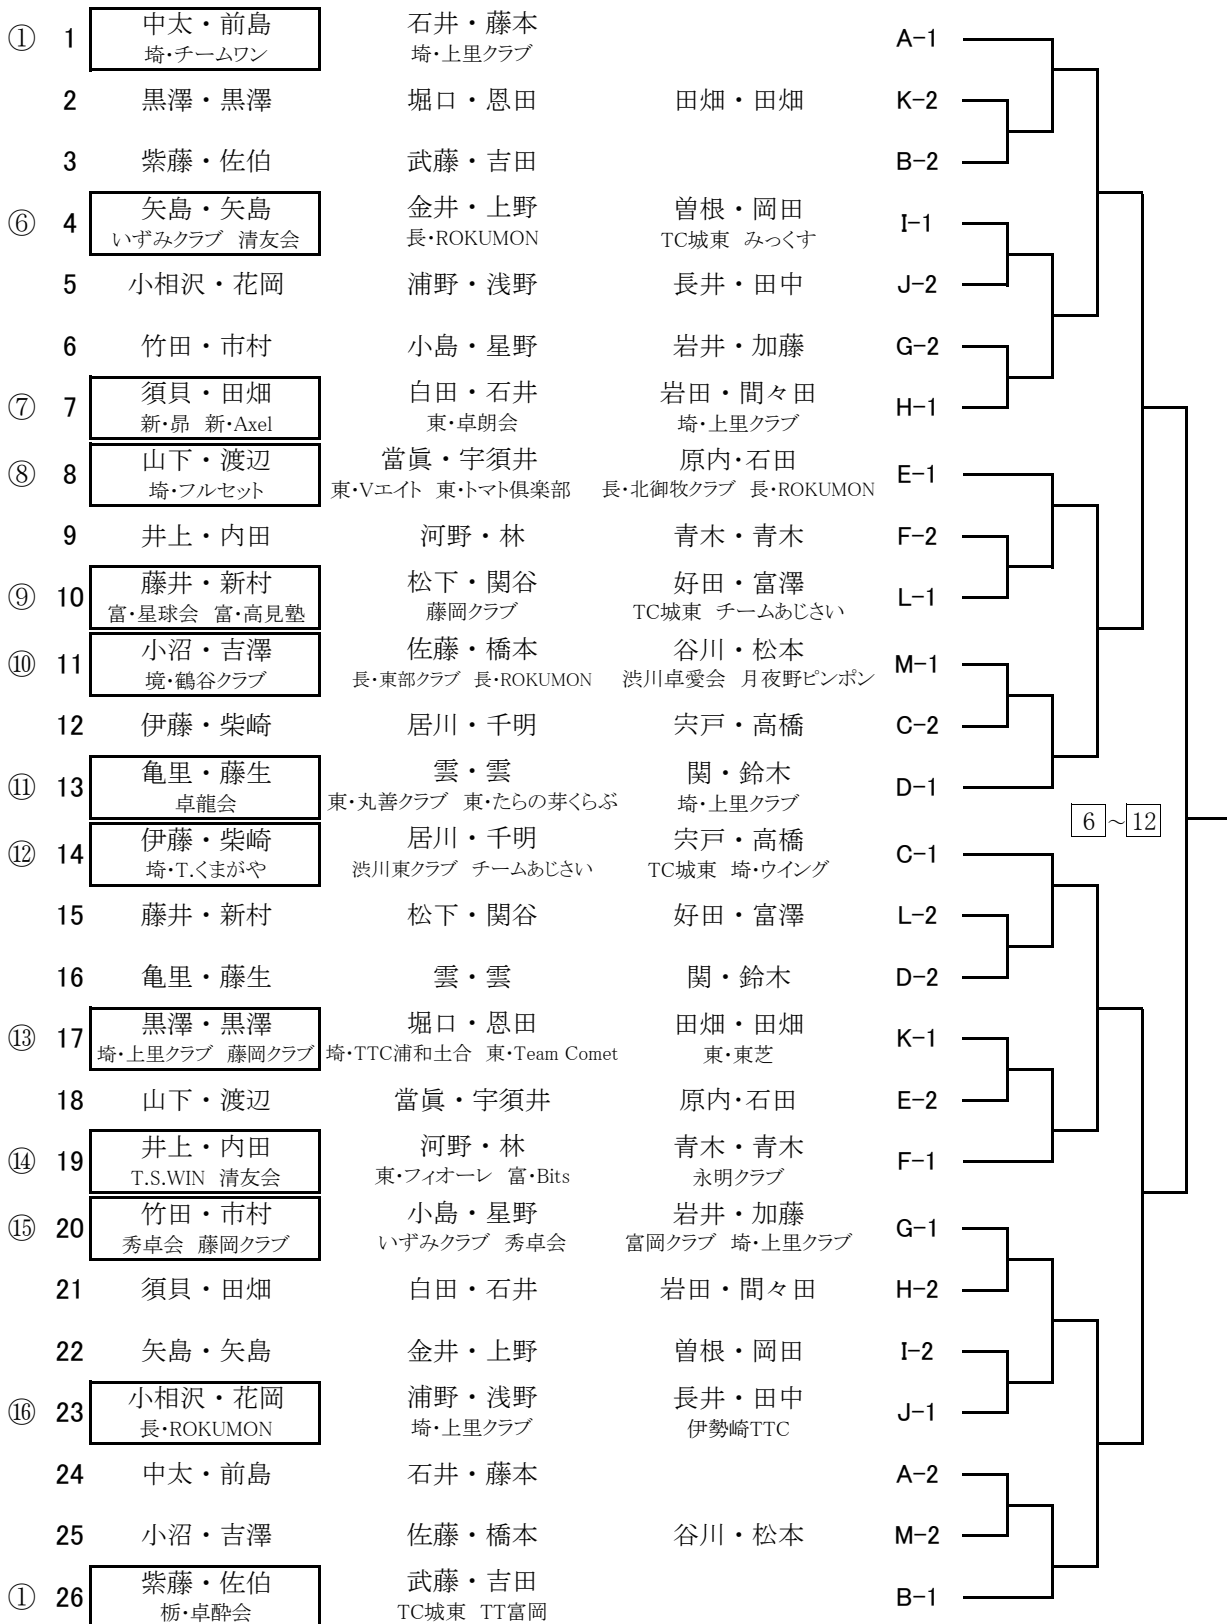 ① 1 中太・前島 石井・藤本 A-1
埼・チームワン 埼・上里クラブ
2 黒澤・黒澤 堀口・恩田 田畑・田畑 K-2
3 紫藤・佐伯 武藤・吉田 B-2
⑥ 4 矢島・矢島 金井・上野 曽根・岡田 I-1
いずみクラブ 清友会 長・ROKUMON TC城東 みっくす
5 小相沢・花岡 浦野・浅野 長井・田中 J-2
6 竹田・市村 小島・星野 岩井・加藤 G-2
⑦ 7 須貝・田畑 白田・石井 岩田・間々田 H-1
新・昴 新・Axel 東・卓朗会 埼・上里クラブ
⑧ 8 山下・渡辺 當眞・宇須井 原内・石田 E-1
埼・フルセット 東・Vエイト 東・トマト倶楽部 長・北御牧クラブ 長・ROKUMON
9 井上・内田 河野・林 青木・青木 F-2
⑨ 10 藤井・新村 松下・関谷 好田・富澤 L-1
富・星球会 富・高見塾 藤岡クラブ TC城東 チームあじさい
⑩ 11 小沼・吉澤 佐藤・橋本 谷川・松本 M-1
境・鶴谷クラブ 長・東部クラブ 長・ROKUMON 渋川卓愛会 月夜野ピンポン
12 伊藤・柴崎 居川・千明 宍戸・高橋 C-2
⑪ 13 亀里・藤生 雲・雲 関・鈴木 D-1
卓龍会 東・丸善クラブ 東・たらの芽くらぶ 埼・上里クラブ
6 ～ 12
⑫ 14 伊藤・柴崎 居川・千明 宍戸・高橋 C-1
埼・T.くまがや 渋川東クラブ チームあじさい TC城東 埼・ウイング
15 藤井・新村 松下・関谷 好田・富澤 L-2
16 亀里・藤生 雲・雲 関・鈴木 D-2
⑬ 17 黒澤・黒澤 堀口・恩田 田畑・田畑 K-1
埼・上里クラブ 藤岡クラブ 埼・TTC浦和土合 東・Team Comet 東・東芝
18 山下・渡辺 當眞・宇須井 原内・石田 E-2
⑭ 19 井上・内田 河野・林 青木・青木 F-1
T.S.WIN 清友会 東・フィオーレ 富・Bits 永明クラブ
⑮ 20 竹田・市村 小島・星野 岩井・加藤 G-1
秀卓会 藤岡クラブ いずみクラブ 秀卓会 富岡クラブ 埼・上里クラブ
21 須貝・田畑 白田・石井 岩田・間々田 H-2
22 矢島・矢島 金井・上野 曽根・岡田 I-2
⑯ 23 小相沢・花岡 浦野・浅野 長井・田中 J-1
長・ROKUMON 埼・上里クラブ 伊勢崎TTC
24 中太・前島 石井・藤本 A-2
25 小沼・吉澤 佐藤・橋本 谷川・松本 M-2
① 26 紫藤・佐伯 武藤・吉田 B-1
栃・卓酔会 TC城東 TT富岡